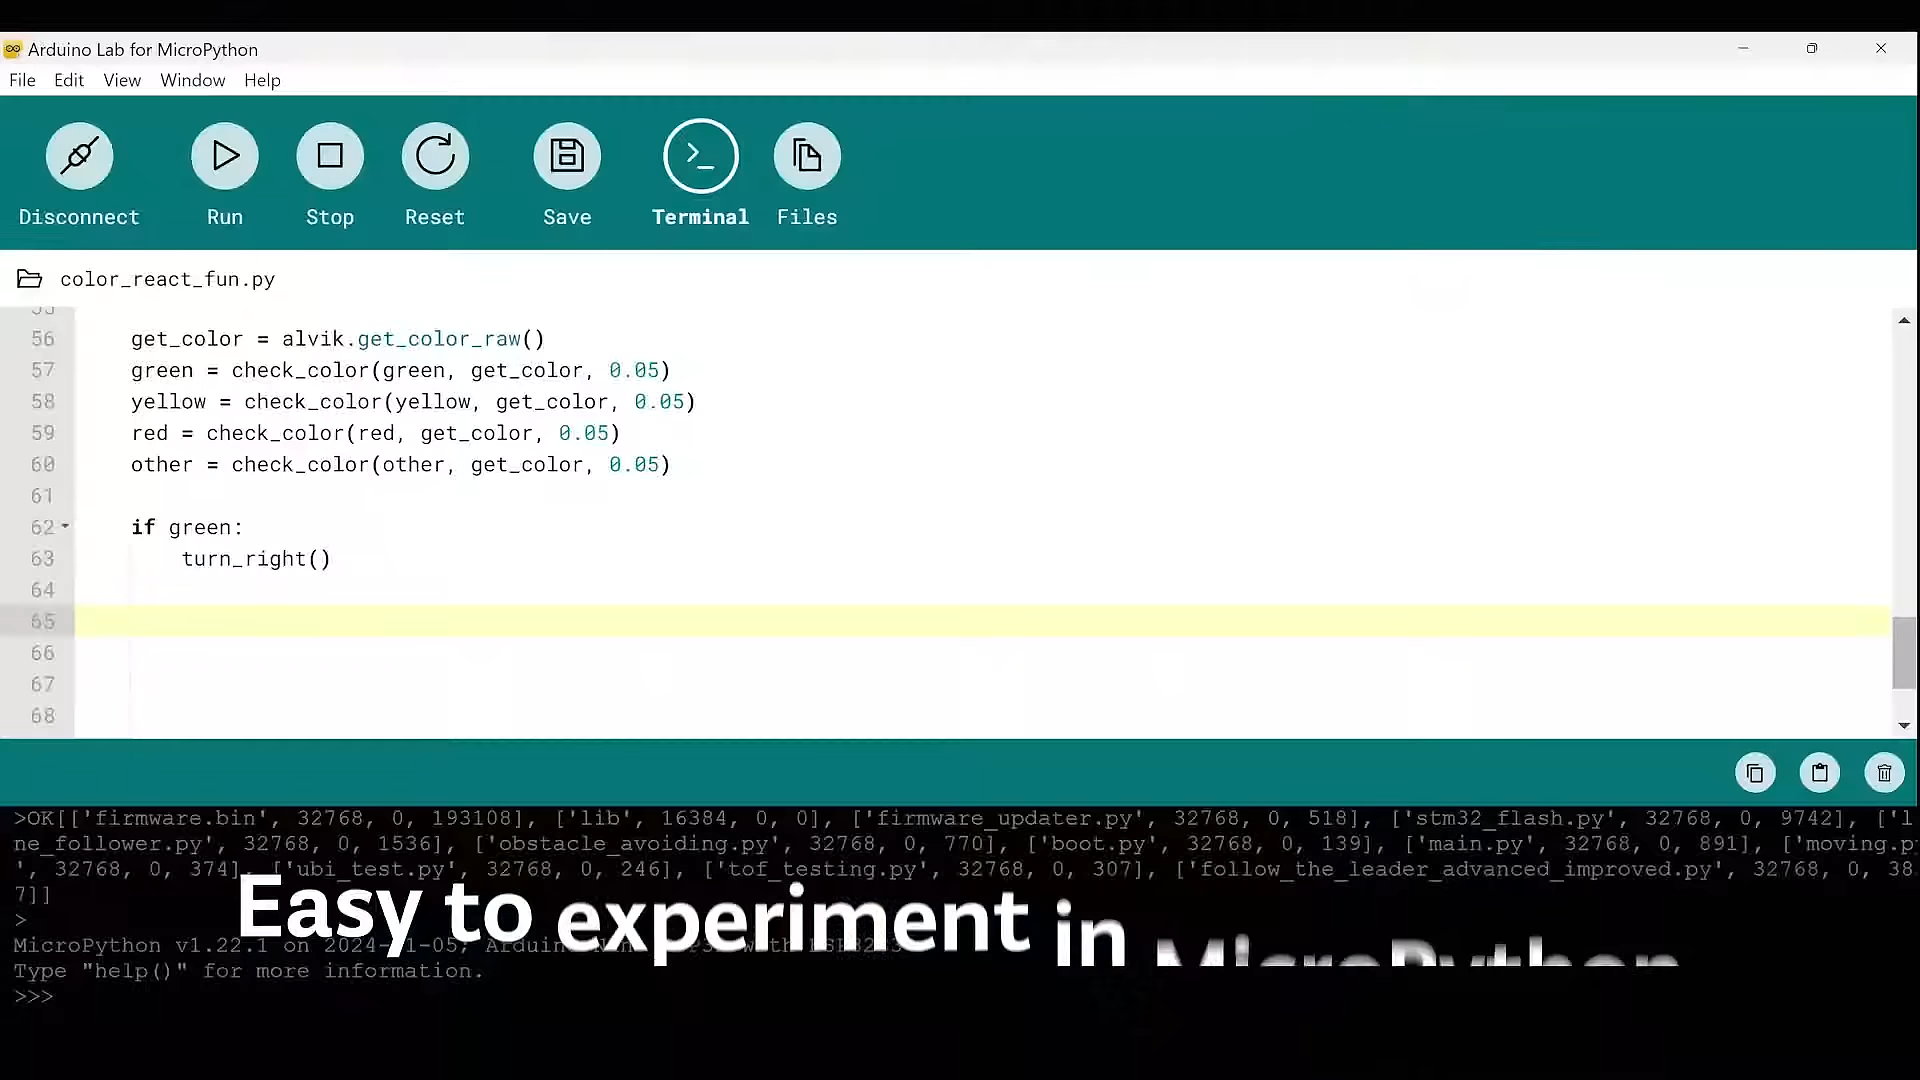 Arduino Lab for MicroPython
File Edit View Window Help
Disconnect Run Stop Reset Save Terminal Files
color_react_fun.py
55
56 get_color = alvik.get_color_raw()
57 green = check_color(green, get_color, 0.05)
58 yellow = check_color(yellow, get_color, 0.05)
59 red = check_color(red, get_color, 0.05)
60 other = check_color(other, get_color, 0.05)
61
62 if green:
63 turn_right()
64
65
66
67
68
>OK[['firmware.bin', 32768, 0, 193108], ['lib', 16384, 0, 0], ['firmware_updater.py', 32768, 0, 518], ['stm32_flash.py', 32768, 0, 9742], ['l
ne_follower.py', 32768, 0, 1536], ['obstacle_avoiding.py', 32768, 0, 770], ['boot.py', 32768, 0, 139], ['main.py', 32768, 0, 891], ['moving.p
', 32768, 0, 374], ['ubi_test.py', 32768, 0, 246], ['tof_testing.py', 32768, 0, 307], ['follow_the_leader_advanced_improved.py', 32768, 0, 38
7]]
Easy to experiment in MicroPython
>
MicroPython v1.22.1 on 2024-01-05; Arduino
Type "help()" for more information.
>>>